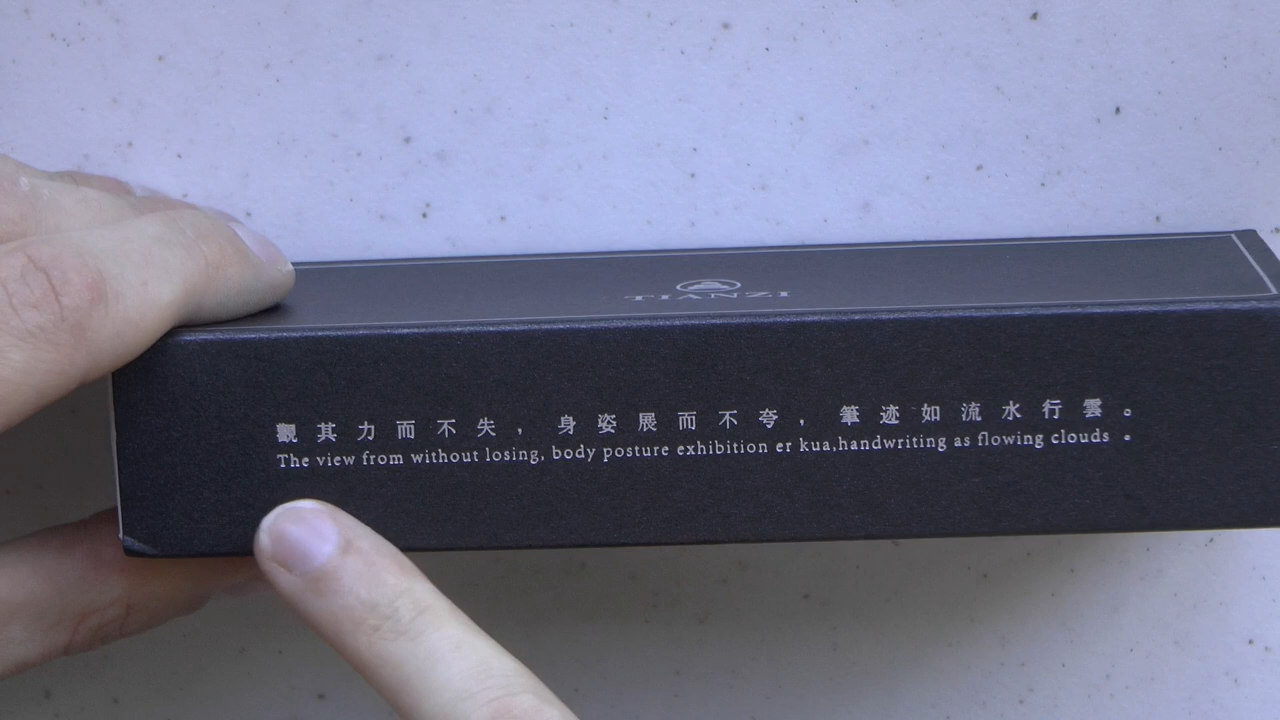 TIANZI
觀其力而不失，身姿展而不夸，筆迹如流水行雲。
The view from without losing, body posture exhibition er kua,handwriting as flowing clouds 。